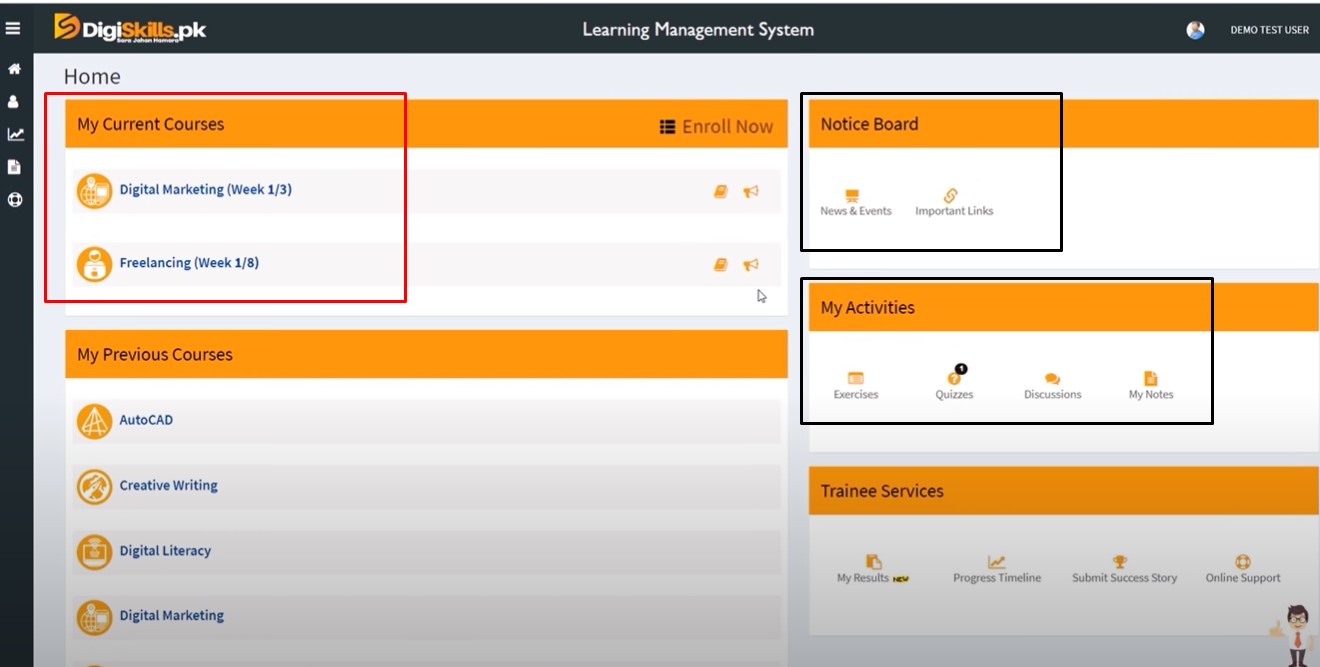 DigiSkills.pk
Sara Jahan Hamara
Learning Management System
DEMO TEST USER
Home
My Current Courses
Enroll Now
Digital Marketing (Week 1/3)
Freelancing (Week 1/8)
My Previous Courses
AutoCAD
Creative Writing
Digital Literacy
Digital Marketing
Notice Board
News & Events
Important Links
My Activities
1
Exercises
Quizzes
Discussions
My Notes
Trainee Services
My Results NEW
Progress Timeline
Submit Success Story
Online Support